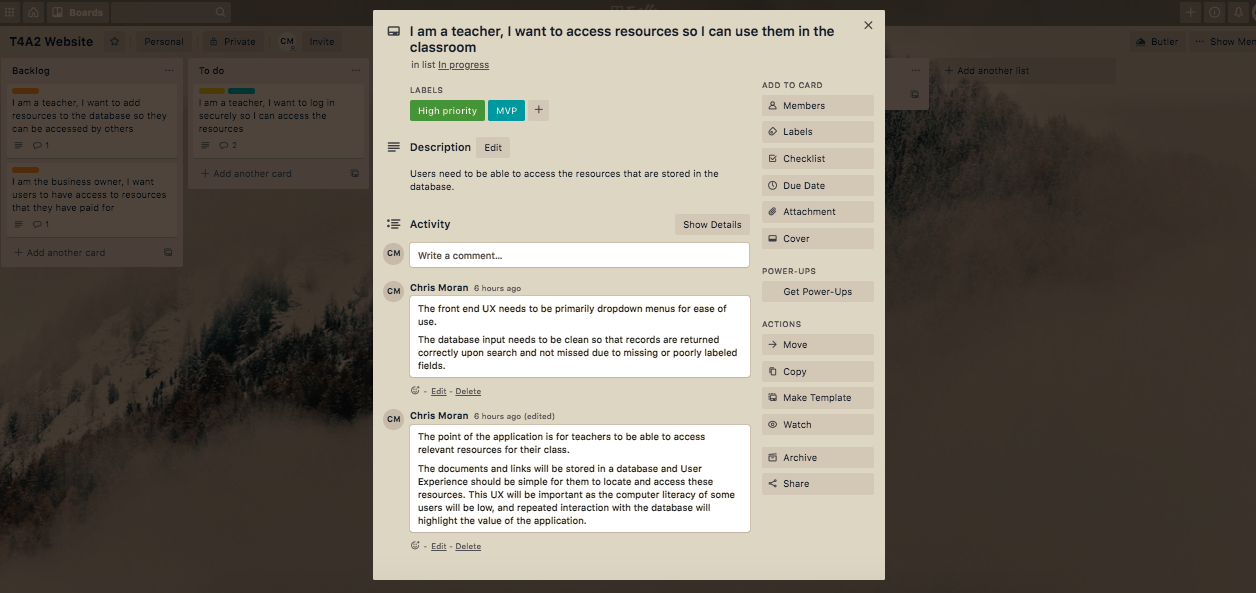 Boards
T4A2 Website
Personal
Private
CM
Invite
Butler
Show Men
Backlog
I am a teacher, I want to add
resources to the database so they
can be accessed by others
1
I am the business owner, I want
users to have access to resources
that they have paid for
1
+ Add another card
To do
I am a teacher, I want to log in
securely so I can access the
resources
2
+ Add another card
+ Add another list
I am a teacher, I want to access resources so I can use them in the
classroom
in list In progress
LABELS
High priority
MVP
+
Description
Edit
Users need to be able to access the resources that are stored in the
database.
Activity
Show Details
CM
Write a comment...
CM
Chris Moran 6 hours ago
The front end UX needs to be primarily dropdown menus for ease of
use.
The database input needs to be clean so that records are returned
correctly upon search and not missed due to missing or poorly labeled
fields.
- Edit - Delete
CM
Chris Moran 6 hours ago (edited)
The point of the application is for teachers to be able to access
relevant resources for their class.
The documents and links will be stored in a database and User
Experience should be simple for them to locate and access these
resources. This UX will be important as the computer literacy of some
users will be low, and repeated interaction with the database will
highlight the value of the application.
- Edit - Delete
ADD TO CARD
Members
Labels
Checklist
Due Date
Attachment
Cover
POWER-UPS
Get Power-Ups
ACTIONS
Move
Copy
Make Template
Watch
Archive
Share